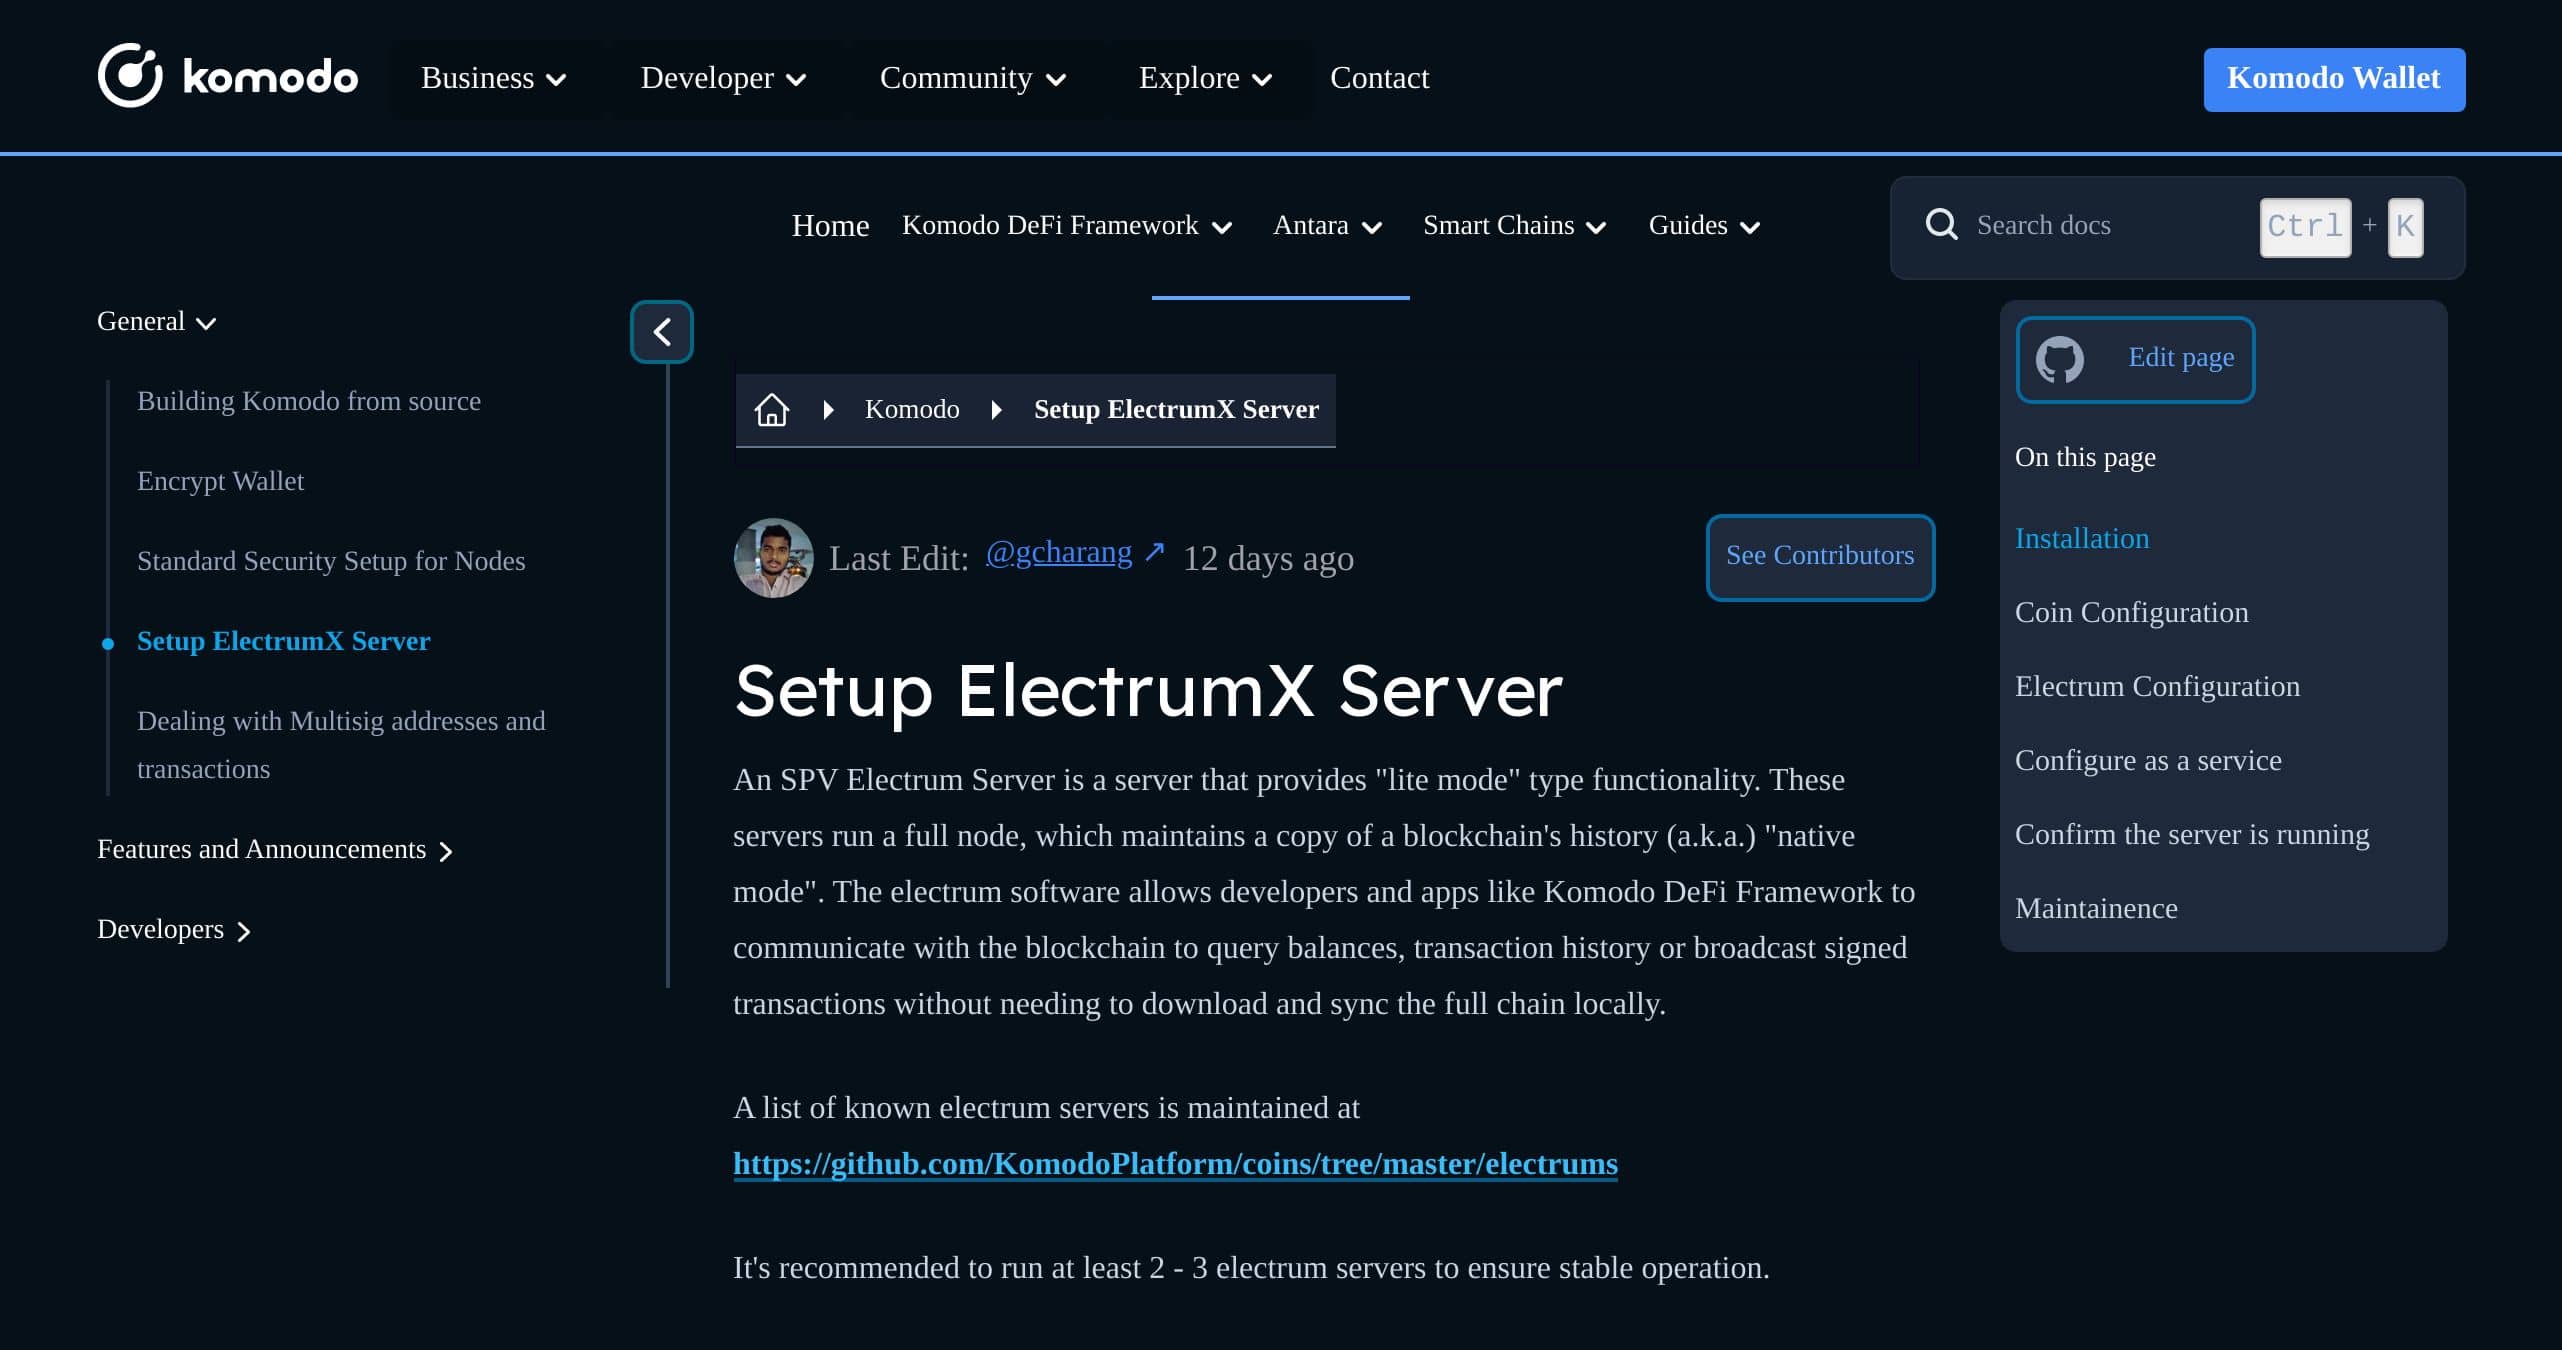 komodo
Business
Developer
Community
Explore
Contact
Komodo Wallet
Home
Komodo DeFi Framework
Antara
Smart Chains
Guides
Search docs
Ctrl + K
General
Building Komodo from source
Encrypt Wallet
Standard Security Setup for Nodes
Setup ElectrumX Server
Dealing with Multisig addresses and
transactions
Features and Announcements
Developers
Komodo
Setup ElectrumX Server
Last Edit: @gcharang ↗ 12 days ago
See Contributors
Setup ElectrumX Server
An SPV Electrum Server is a server that provides "lite mode" type functionality. These
servers run a full node, which maintains a copy of a blockchain's history (a.k.a.) "native
mode". The electrum software allows developers and apps like Komodo DeFi Framework to
communicate with the blockchain to query balances, transaction history or broadcast signed
transactions without needing to download and sync the full chain locally.
A list of known electrum servers is maintained at
https://github.com/KomodoPlatform/coins/tree/master/electrums
It's recommended to run at least 2 - 3 electrum servers to ensure stable operation.
Edit page
On this page
Installation
Coin Configuration
Electrum Configuration
Configure as a service
Confirm the server is running
Maintainence